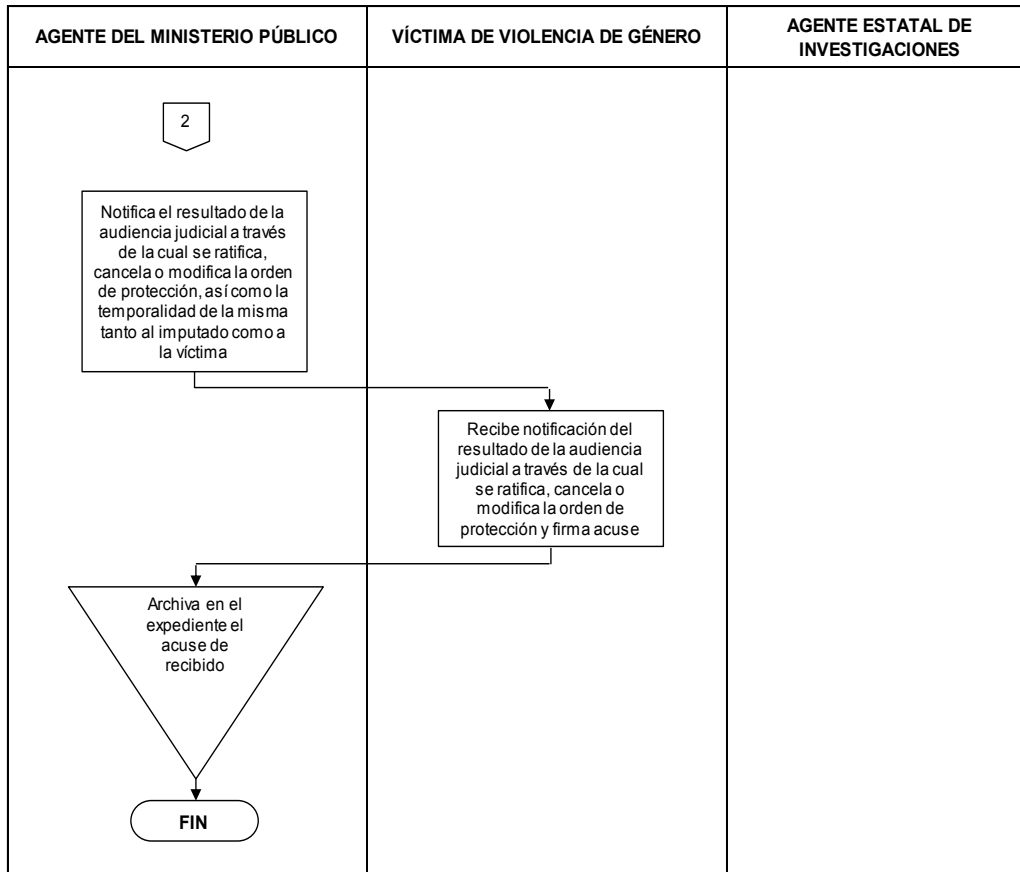 AGENTE DEL MINISTERIO PÚBLICO
VÍCTIMA DE VIOLENCIA DE GÉNERO
AGENTE ESTATAL DE
INVESTIGACIONES
2
Notifica el resultado de la
audiencia judicial a través
de la cual se ratifica,
cancela o modifica la orden
de protección, así como la
temporalidad de la misma
tanto al imputado como a
la víctima
Recibe notificación del
resultado de la audiencia
judicial a través de la cual
se ratifica, cancela o
modifica la orden de
protección y firma acuse
Archiva en el
expediente el
acuse de
recibido
FIN